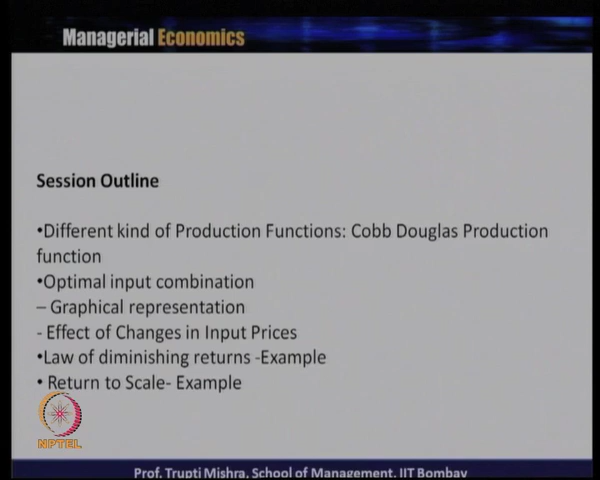 Managerial Economics
Session Outline
•Different kind of Production Functions: Cobb Douglas Production
function
•Optimal input combination
– Graphical representation
- Effect of Changes in Input Prices
•Law of diminishing returns -Example
• Return to Scale- Example
NPTEL
Prof. Trupti Mishra, School of Management, IIT Bombay